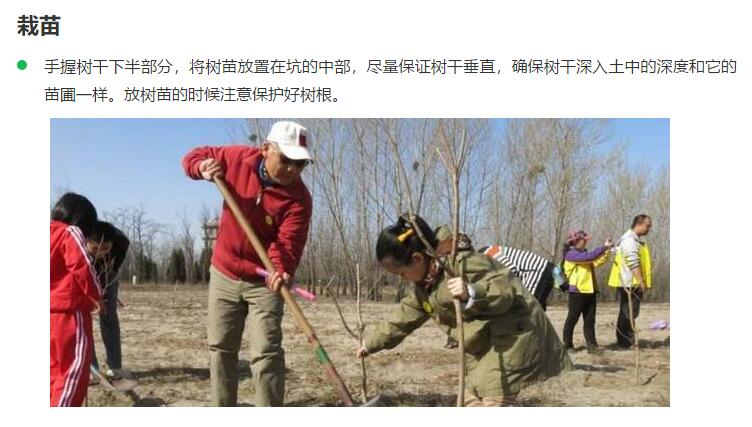 栽苗
手握树干下半部分，将树苗放置在坑的中部，尽量保证树干垂直，确保树干深入土中的深度和它的
苗圃一样。放树苗的时候注意保护好树根。